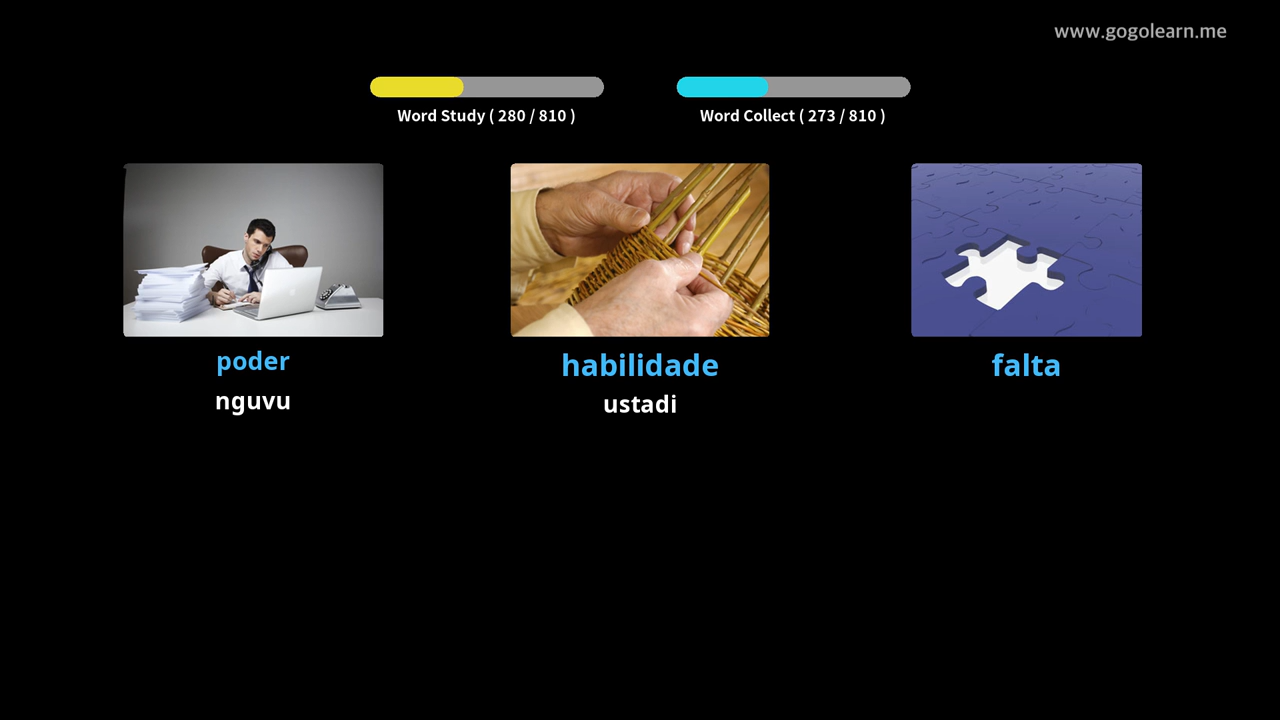 www.gogolearn.me
Word Study ( 280 / 810 )
Word Collect ( 273 / 810 )
poder
nguvu
habilidade
ustadi
falta